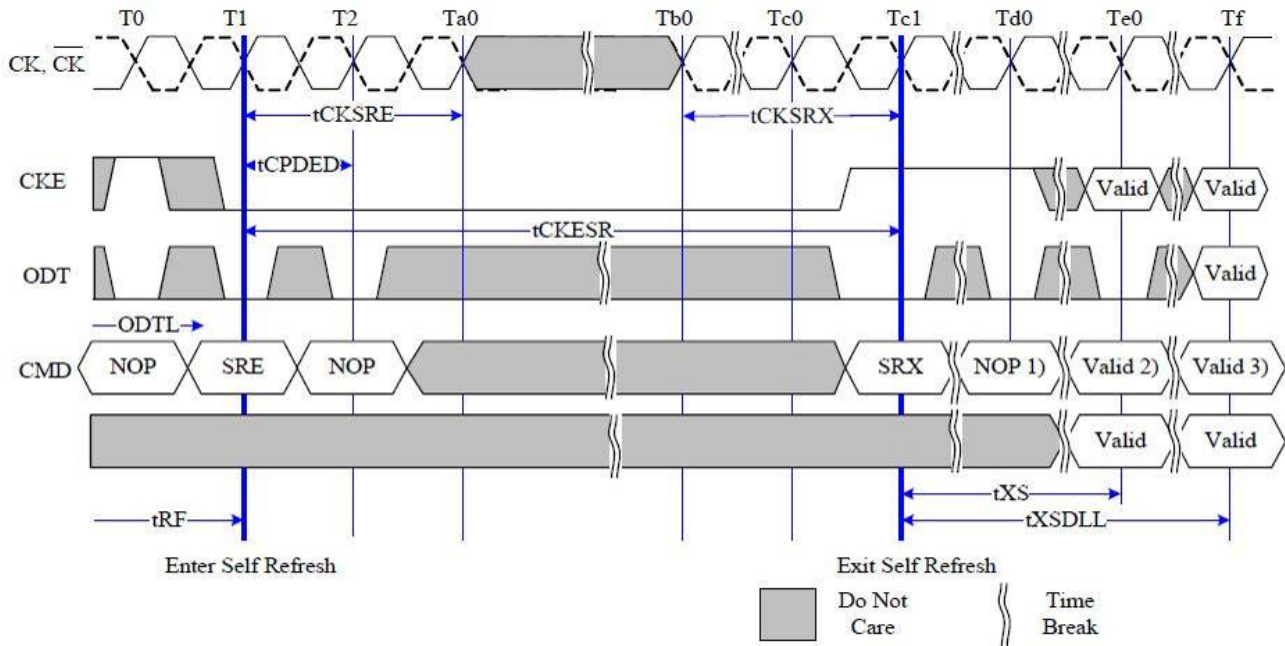 T0 T1 T2 Ta0 Tb0 Tc0 Tc1 Td0 Te0 Tf
CK, CK
tCKSRE tCKSRX
tCPDED
CKE Valid Valid
tCKESR
ODT Valid
ODTL
CMD NOP SRE NOP SRX NOP 1) Valid 2) Valid 3)
Valid Valid
tXS
tRF tXSDLL
Enter Self Refresh Exit Self Refresh
Do Not Time
Care Break